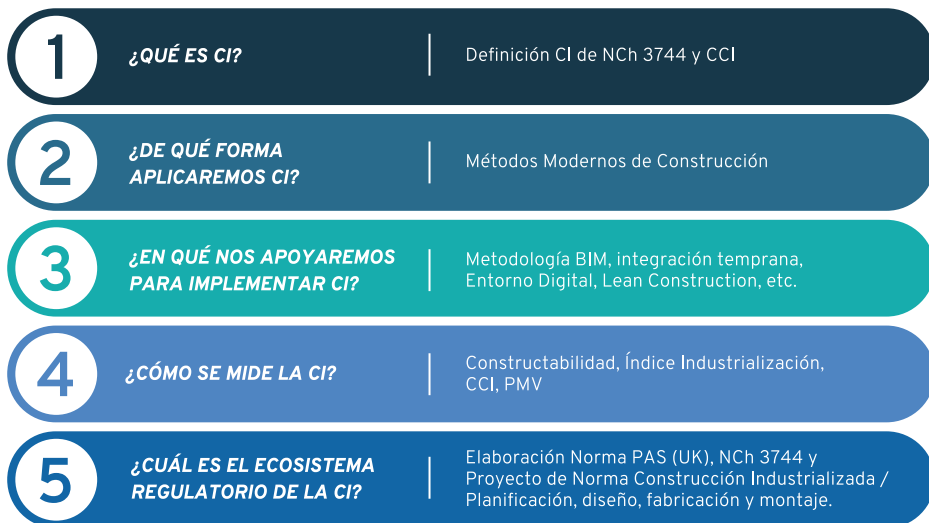 1
¿QUÉ ES CI?
Definición CI de NCh 3744 y CCI
2
¿DE QUÉ FORMA
APLICAREMOS CI?
Métodos Modernos de Construcción
3
¿EN QUÉ NOS APOYAREMOS
PARA IMPLEMENTAR CI?
Metodología BIM, integración temprana,
Entorno Digital, Lean Construction, etc.
4
¿CÓMO SE MIDE LA CI?
Constructabilidad, Índice Industrialización,
CCI, PMV
5
¿CUÁL ES EL ECOSISTEMA
REGULATORIO DE LA CI?
Elaboración Norma PAS (UK), NCh 3744 y
Proyecto de Norma Construcción Industrializada /
Planificación, diseño, fabricación y montaje.